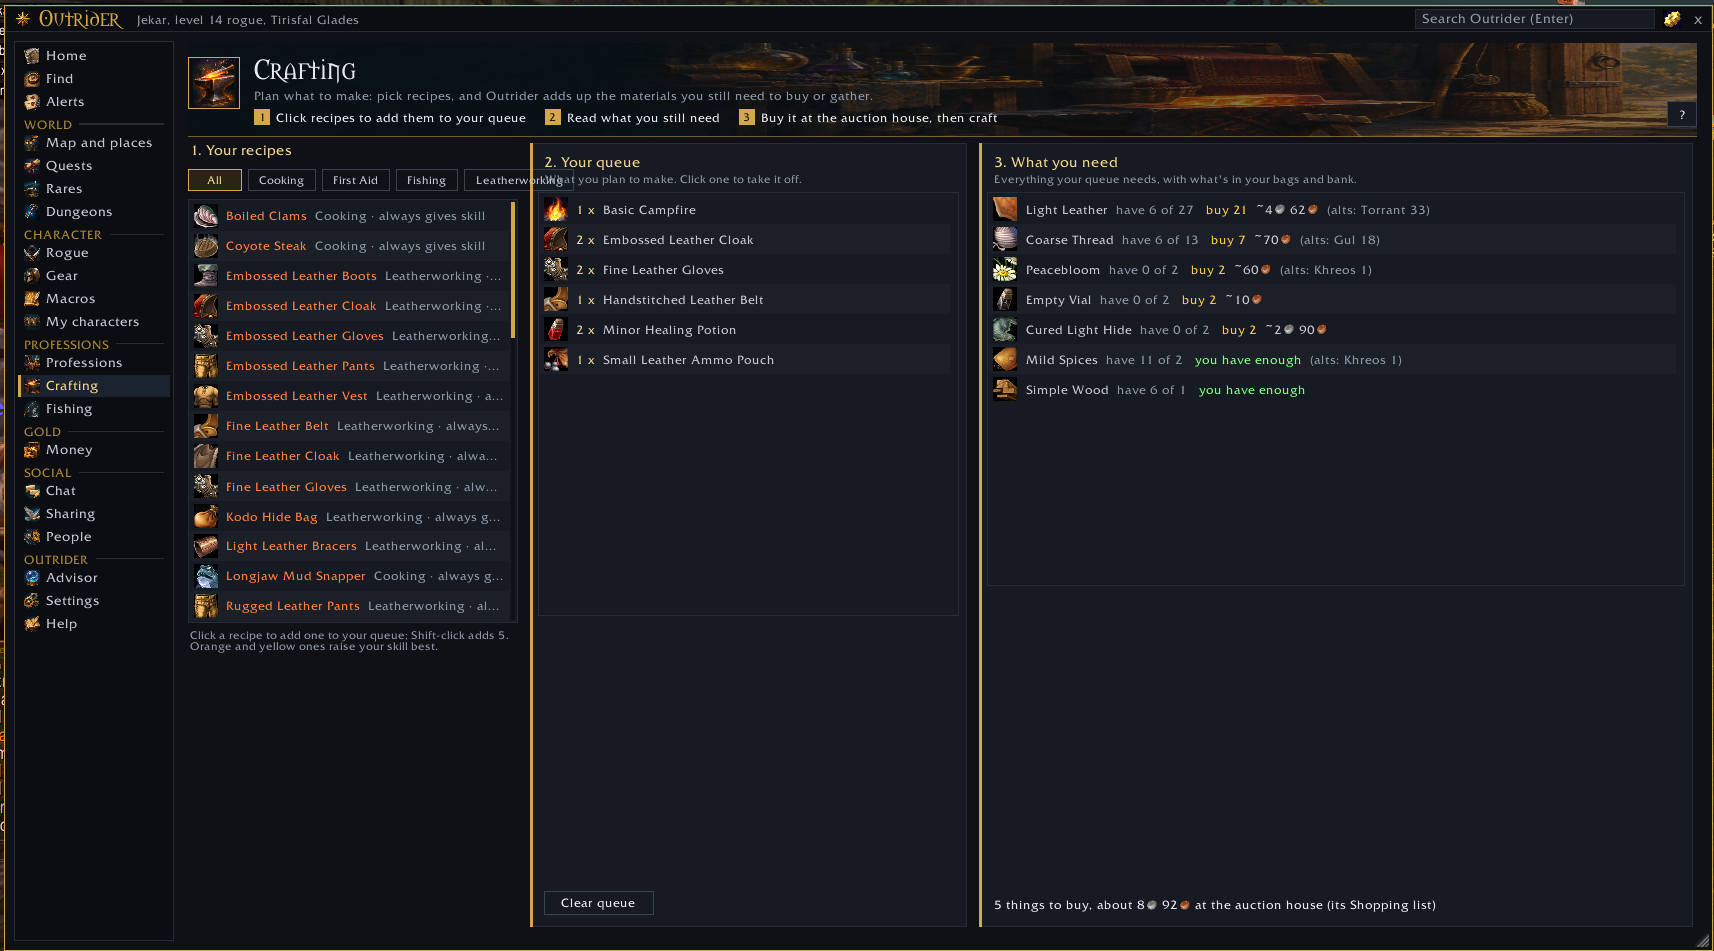 Outrider
Jekar, level 14 rogue, Tirisfal Glades
Search Outrider (Enter)
x
Home
Find
Alerts
WORLD
Map and places
Quests
Rares
Dungeons
CHARACTER
Rogue
Gear
Macros
My characters
PROFESSIONS
Professions
Crafting
Fishing
GOLD
Money
SOCIAL
Chat
Sharing
People
OUTRIDER
Advisor
Settings
Help
Crafting
Plan what to make: pick recipes, and Outrider adds up the materials you still need to buy or gather.
1 Click recipes to add them to your queue 2 Read what you still need 3 Buy it at the auction house, then craft
?
1. Your recipes
All Cooking First Aid Fishing Leatherworking
Boiled Clams Cooking · always gives skill
Coyote Steak Cooking · always gives skill
Embossed Leather Boots Leatherworking ·...
Embossed Leather Cloak Leatherworking ·...
Embossed Leather Gloves Leatherworking...
Embossed Leather Pants Leatherworking ·...
Embossed Leather Vest Leatherworking · a...
Fine Leather Belt Leatherworking · always...
Fine Leather Cloak Leatherworking · alwa...
Fine Leather Gloves Leatherworking · alw...
Kodo Hide Bag Leatherworking · always g...
Light Leather Bracers Leatherworking · al...
Longjaw Mud Snapper Cooking · always g...
Rugged Leather Pants Leatherworking · al...
Click a recipe to add one to your queue; Shift-click adds 5.
Orange and yellow ones raise your skill best.
2. Your queue
What you plan to make. Click one to take it off.
1 x Basic Campfire
2 x Embossed Leather Cloak
2 x Fine Leather Gloves
1 x Handstitched Leather Belt
2 x Minor Healing Potion
1 x Small Leather Ammo Pouch
Clear queue
3. What you need
Everything your queue needs, with what's in your bags and bank.
Light Leather have 6 of 27 buy 21 ~4 62 (alts: Torrant 33)
Coarse Thread have 6 of 13 buy 7 ~70 (alts: Gul 18)
Peacebloom have 0 of 2 buy 2 ~60 (alts: Khreos 1)
Empty Vial have 0 of 2 buy 2 ~10
Cured Light Hide have 0 of 2 buy 2 ~2 90
Mild Spices have 11 of 2 you have enough (alts: Khreos 1)
Simple Wood have 6 of 1 you have enough
5 things to buy, about 8 92 at the auction house (its Shopping list)